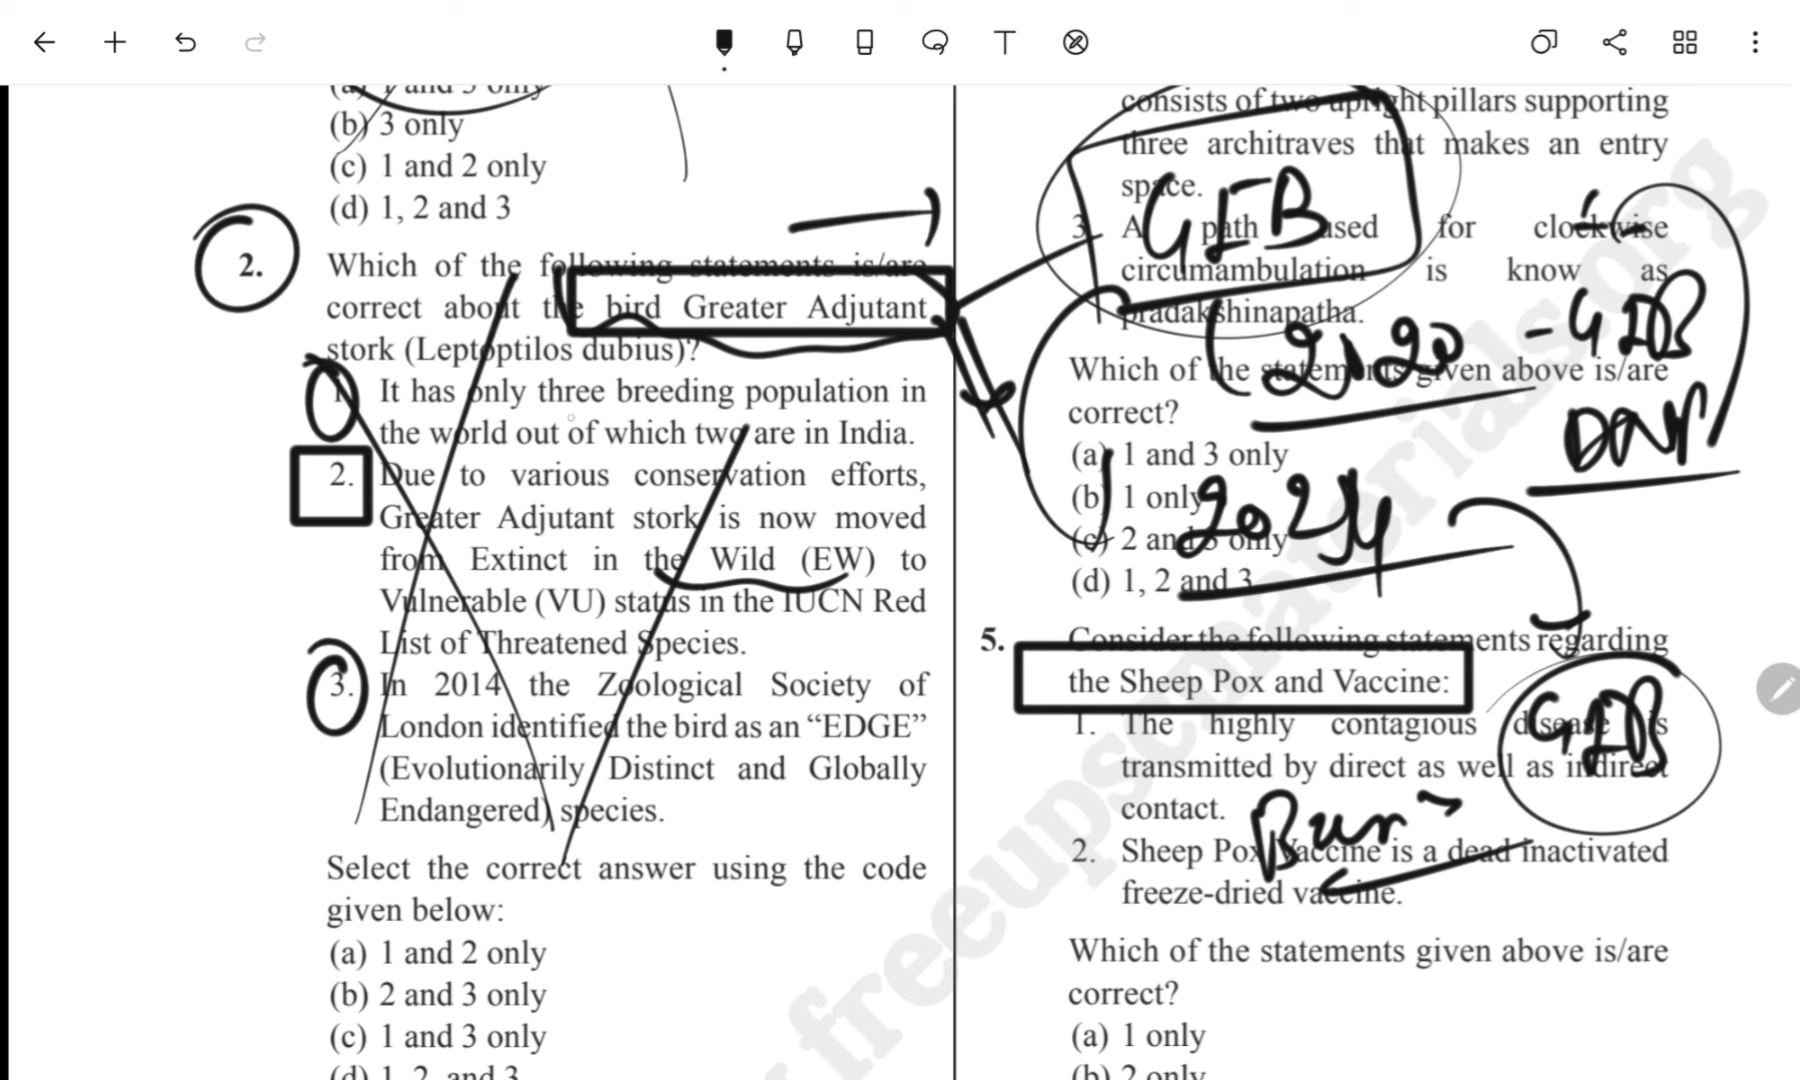 (b) 3 only
(c) 1 and 2 only
(d) 1, 2 and 3
2. Which of the following statements is/are
correct about the bird Greater Adjutant
stork (Leptoptilos dubius)?
1. It has only three breeding population in
the world out of which two are in India.
2. Due to various conservation efforts,
Greater Adjutant stork is now moved
from Extinct in the Wild (EW) to
Vulnerable (VU) status in the IUCN Red
List of Threatened Species.
3. In 2014 the Zoological Society of
London identified the bird as an “EDGE”
(Evolutionarily Distinct and Globally
Endangered) species.
Select the correct answer using the code
given below:
(a) 1 and 2 only
(b) 2 and 3 only
(c) 1 and 3 only
(d) 1, 2 and 3
consists of two upright pillars supporting
three architraves that makes an entry
space.
GIB
3. A path used for clockwise
circumambulation is know as
pradakshinapatha.
2020 - GIB
Which of the statements given above is/are
correct?
(a) 1 and 3 only
(b) 1 only
(c) 2 and 3 only
(d) 1, 2 and 3
2024
5. Consider the following statements regarding
the Sheep Pox and Vaccine:
GIB
1. The highly contagious disease is
transmitted by direct as well as indirect
contact.
2. Sheep Pox Vaccine is a dead inactivated
freeze-dried vaccine.
Which of the statements given above is/are
correct?
(a) 1 only
(b) 2 only
freeupscmaterials.org